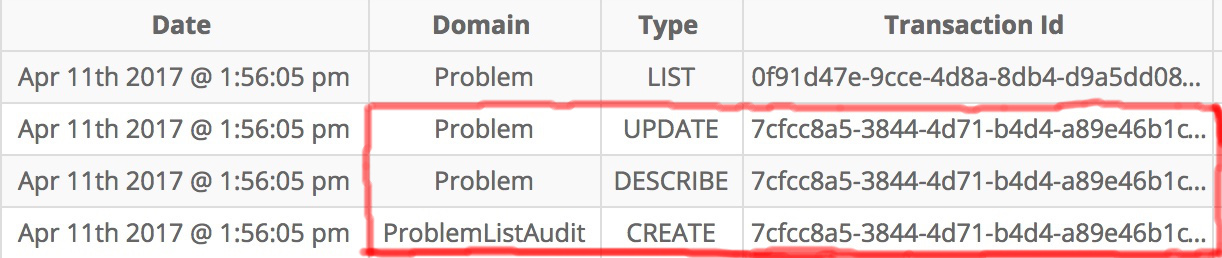 Date Domain Type Transaction Id
Apr 11th 2017 @ 1:56:05 pm Problem LIST 0f91d47e-9cce-4d8a-8db4-d9a5dd08...
Apr 11th 2017 @ 1:56:05 pm Problem UPDATE 7cfcc8a5-3844-4d71-b4d4-a89e46b1c...
Apr 11th 2017 @ 1:56:05 pm Problem DESCRIBE 7cfcc8a5-3844-4d71-b4d4-a89e46b1c...
Apr 11th 2017 @ 1:56:05 pm ProblemListAudit CREATE 7cfcc8a5-3844-4d71-b4d4-a89e46b1c...